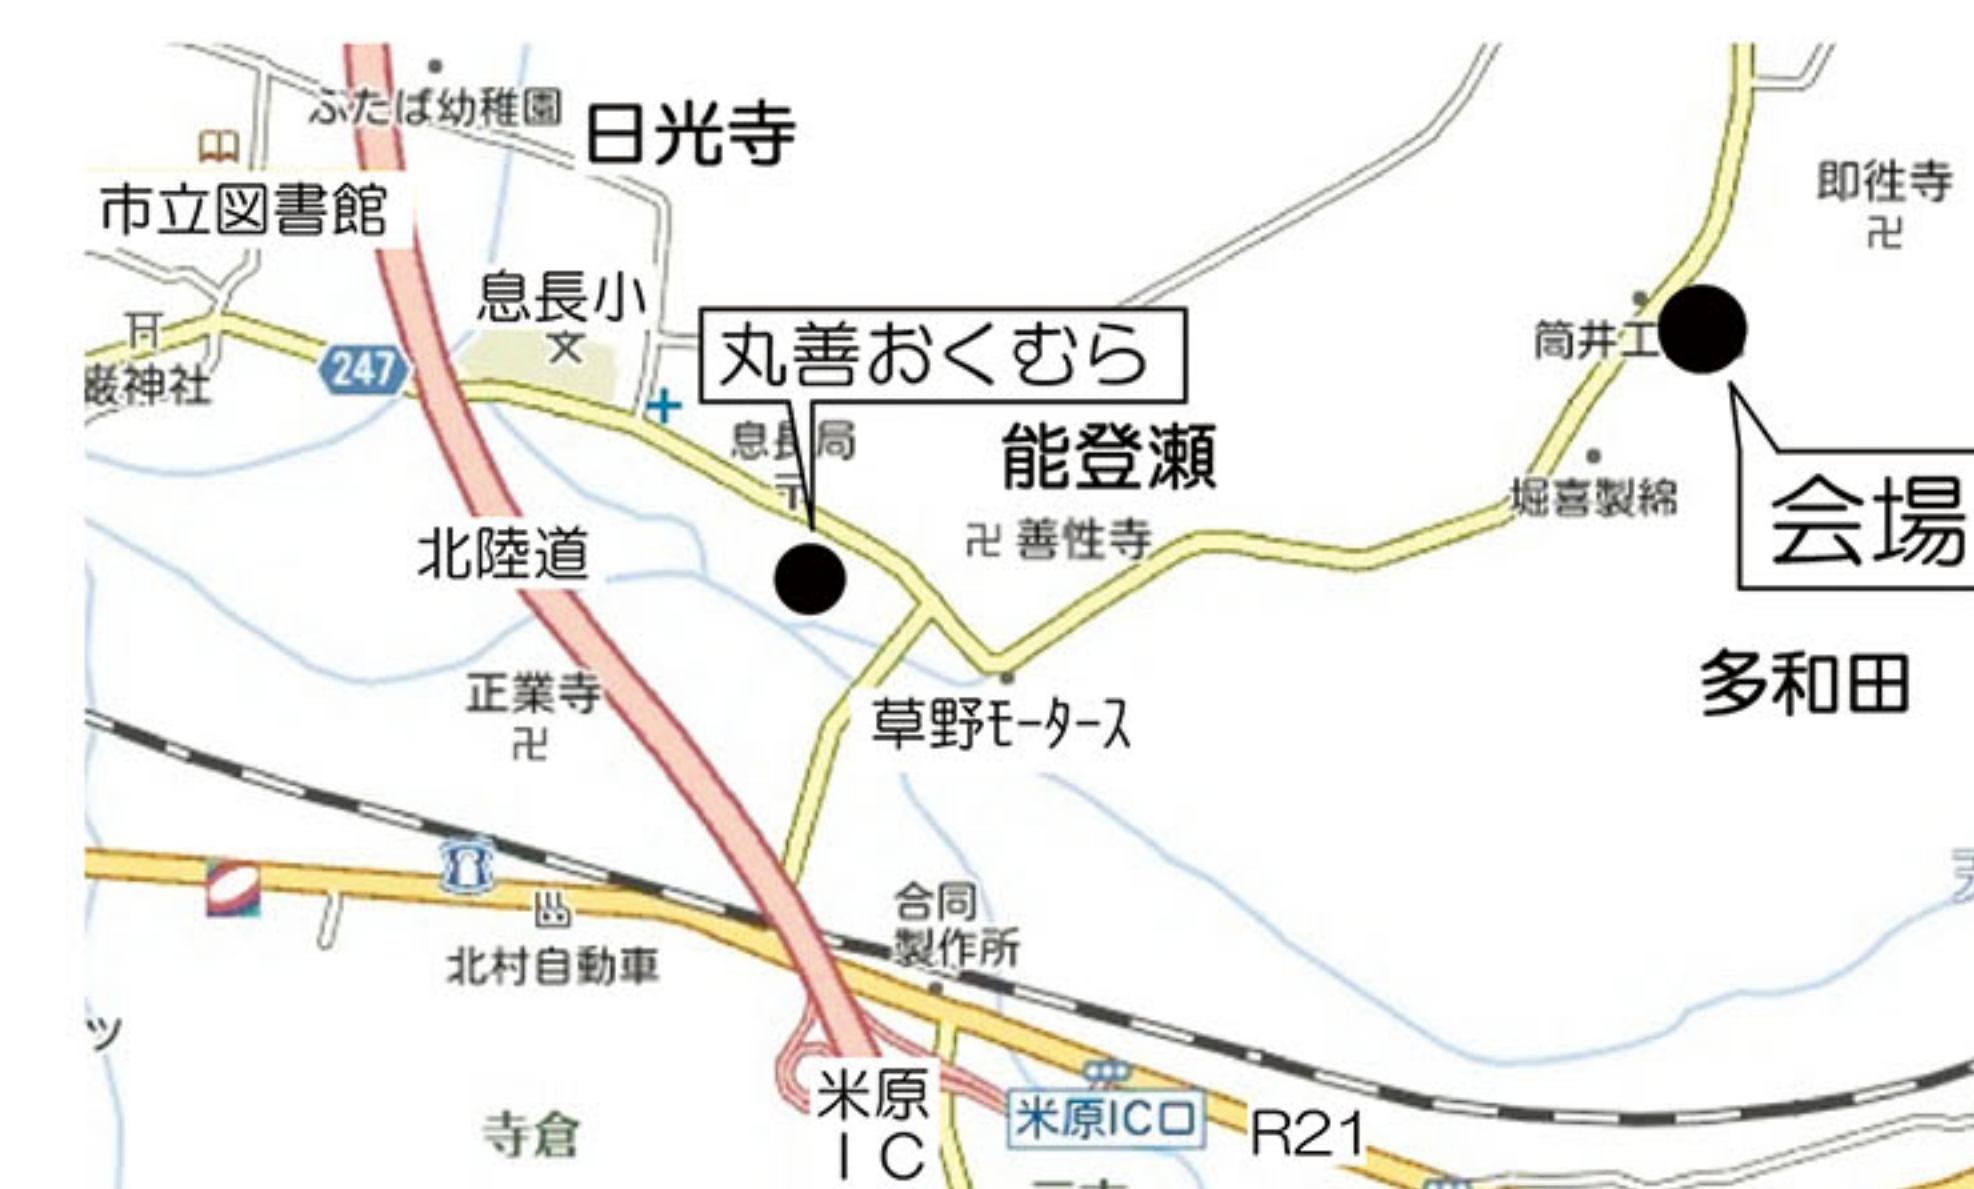 ふたば幼稚園
日光寺
市立図書館
即徃寺
息長小
文
247
丸善おくむら
筒井工
神社
息長局
能登瀬
善性寺
堀喜製綿
会場
北陸道
正業寺
草野モータース
多和田
合同
製作所
北村自動車
ツ
米原
IC
米原IC口
R21
寺倉